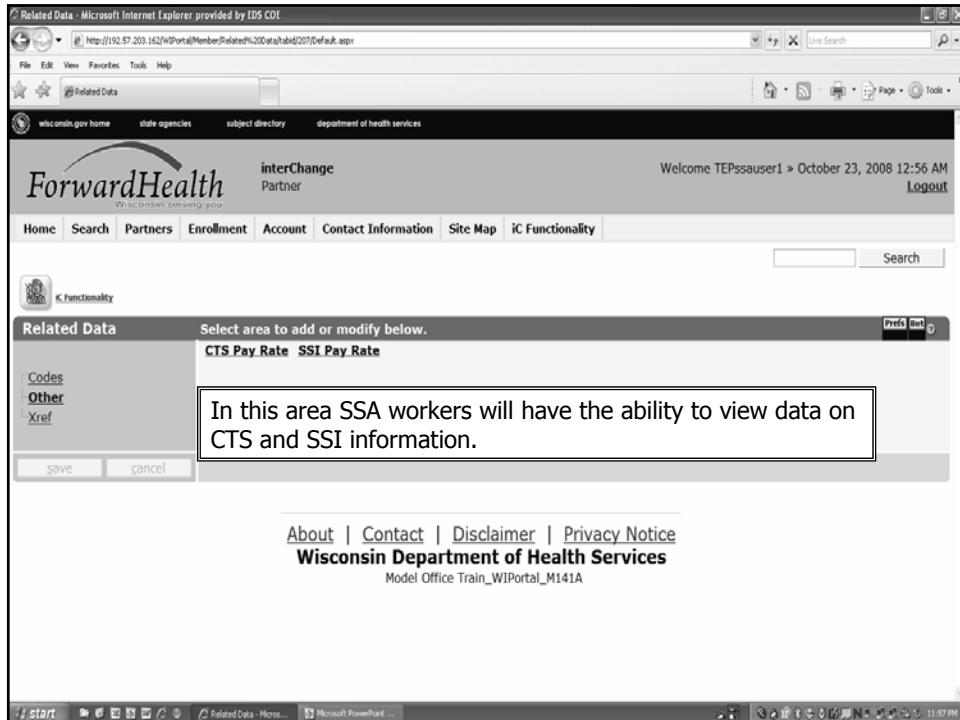 Related Data - Microsoft Internet Explorer provided by EDS COE
http://192.57.203.162/WIPortal/Member/Related%20Data/tabid/207/Default.aspx
Live Search
File Edit View Favorites Tools Help
Related Data
Page Tools
wisconsin.gov home state agencies subject directory department of health services
ForwardHealth
Wisconsin serving you
interChange
Partner
Welcome TEPssauser1 » October 23, 2008 12:56 AM
Logout
Home Search Partners Enrollment Account Contact Information Site Map iC Functionality
Search
iC Functionality
Related Data Select area to add or modify below. Prefs Bot ?
CTS Pay Rate SSI Pay Rate
Codes
Other
Xref
In this area SSA workers will have the ability to view data on
CTS and SSI information.
save cancel
About | Contact | Disclaimer | Privacy Notice
Wisconsin Department of Health Services
Model Office Train_WIPortal_M141A
start Related Data - Micros... Microsoft PowerPoint ... 11:57 PM